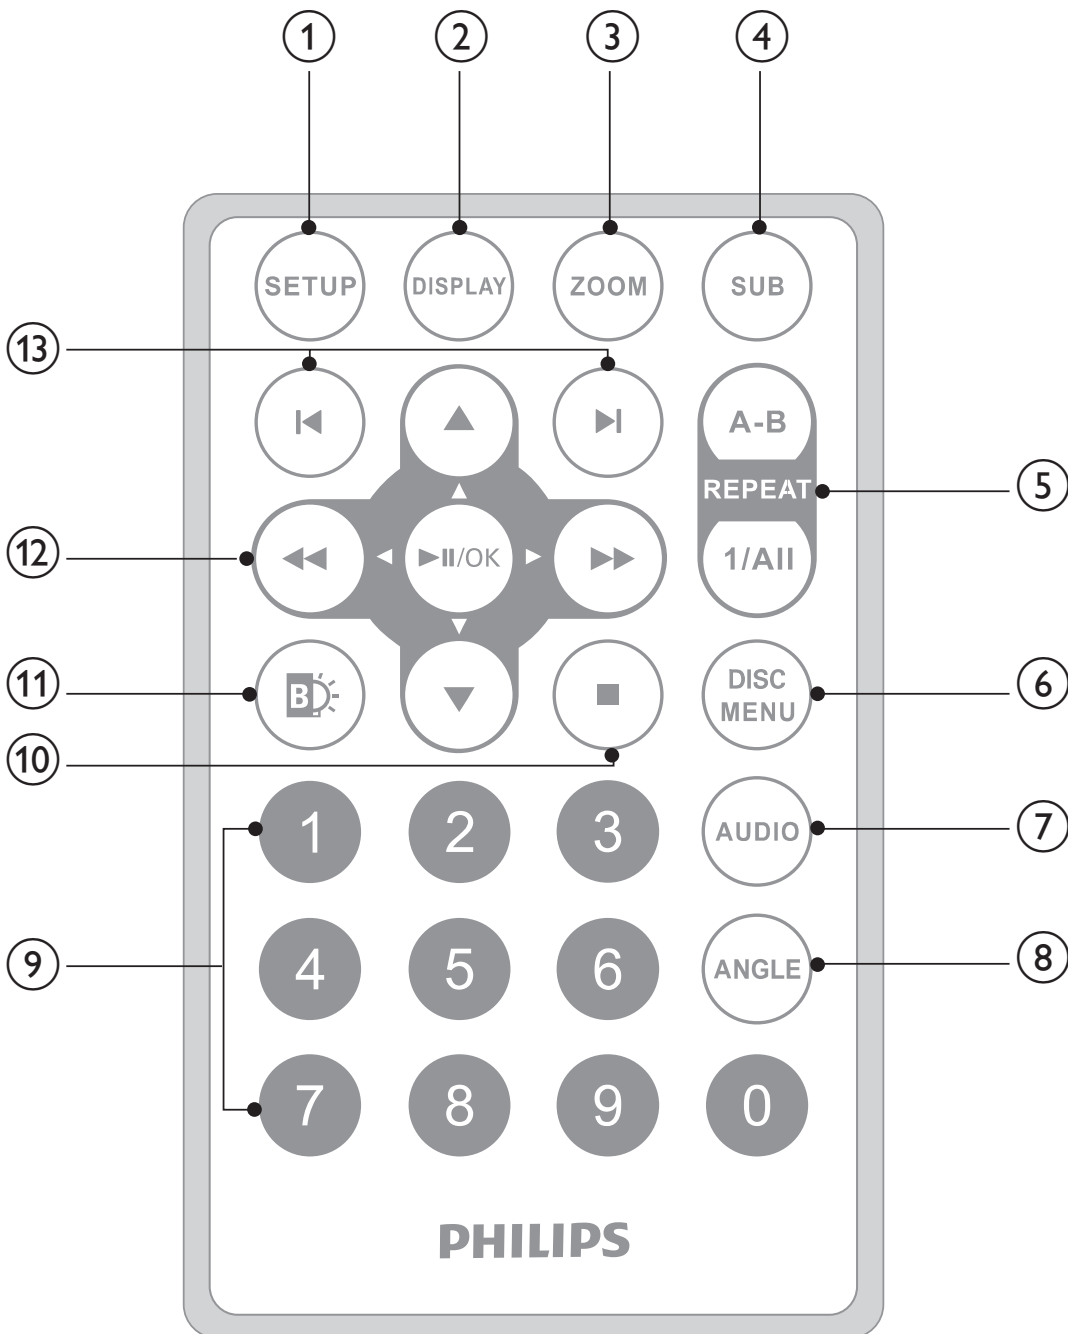 1 2 3 4
SETUP DISPLAY ZOOM SUB
13
A-B
REPEAT
5
12
/OK
1/All
11
B
DISC
MENU
6
10
1 2 3
AUDIO
7
9
4 5 6
ANGLE
8
7 8 9 0
PHILIPS